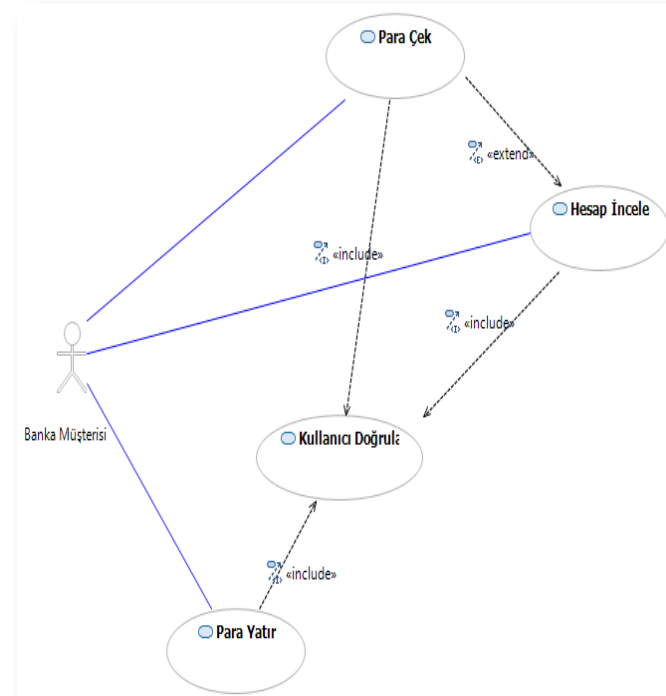 Para Çek
«extend»
Hesap İncele
«include»
«include»
Banka Müşterisi
Kullanıcı Doğrula
«include»
Para Yatır